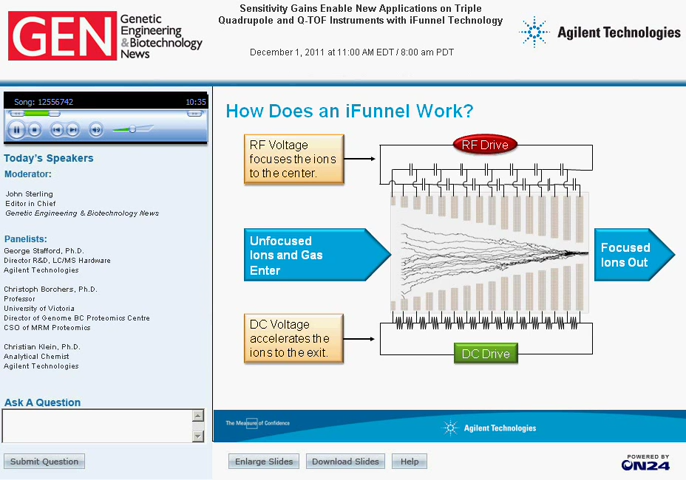 GEN Genetic
Engineering
& Biotechnology
News
Sensitivity Gains Enable New Applications on Triple
Quadrupole and Q-TOF Instruments with iFunnel Technology
December 1, 2011 at 11:00 AM EDT / 8:00 am PDT
Agilent Technologies
Song: 12556742 10:35
Today's Speakers
Moderator:
John Sterling
Editor in Chief
Genetic Engineering & Biotechnology News
Panelists:
George Stafford, Ph.D.
Director R&D, LC/MS Hardware
Agilent Technologies
Christoph Borchers, Ph.D.
Professor
University of Victoria
Director of Genome BC Proteomics Centre
CSO of MRM Proteomics
Christian Klein, Ph.D.
Analytical Chemist
Agilent Technologies
Ask A Question
Submit Question
How Does an iFunnel Work?
RF Voltage
focuses the ions
to the center.
RF Drive
Unfocused
Ions and Gas
Enter
Focused
Ions Out
DC Voltage
accelerates the
ions to the exit.
DC Drive
The Measure of Confidence
Agilent Technologies
Enlarge Slides
Download Slides
Help
POWERED BY
ON24